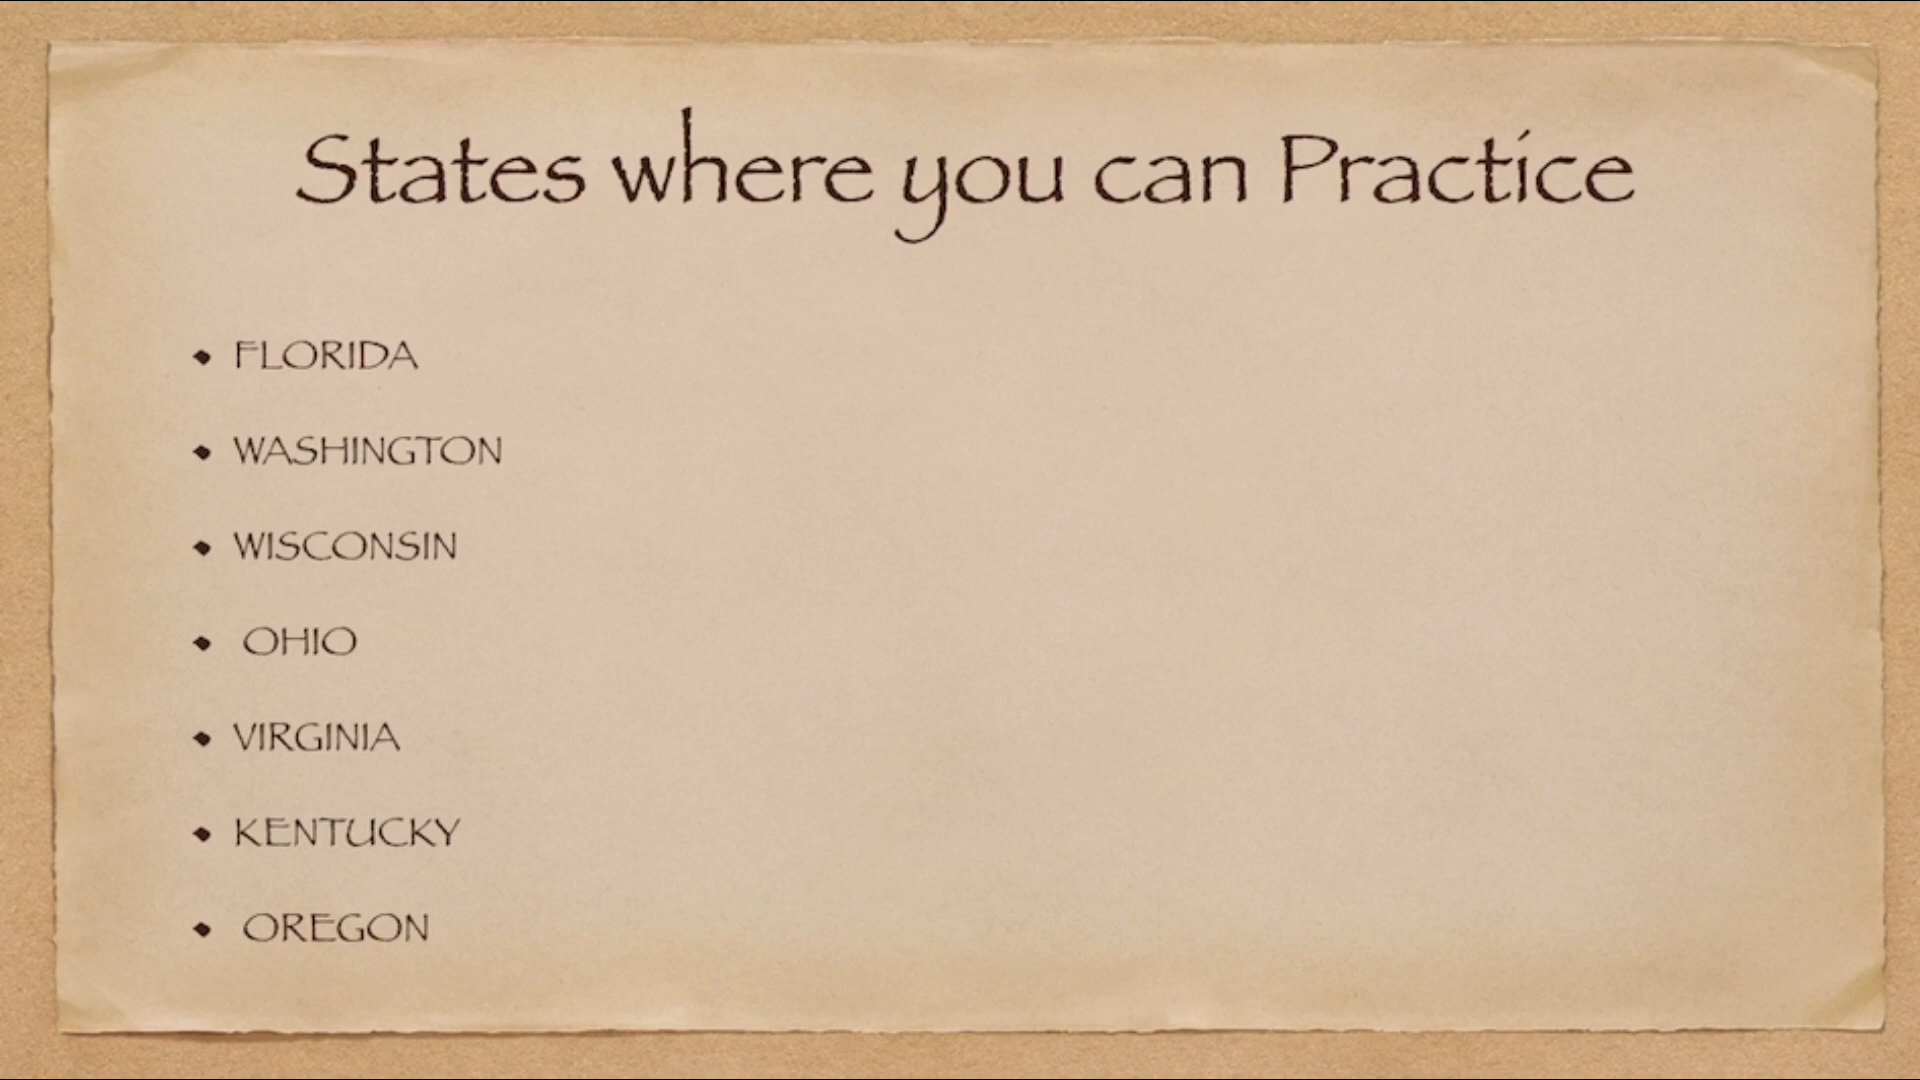 States where you can Practice
• FLORIDA
• WASHINGTON
• WISCONSIN
• OHIO
• VIRGINIA
• KENTUCKY
• OREGON